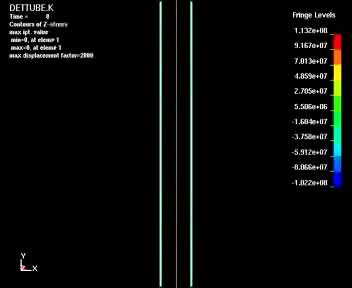 DETTUBE.K
Time = 0
Contours of Z-stress
max ipt. value
min=0, at elem# 1
max=0, at elem# 1
max displacement factor=2000
Fringe Levels
1.132e+08
9.167e+07
7.013e+07
4.859e+07
2.705e+07
5.506e+06
-1.604e+07
-3.758e+07
-5.912e+07
-8.066e+07
-1.022e+08
Y
X